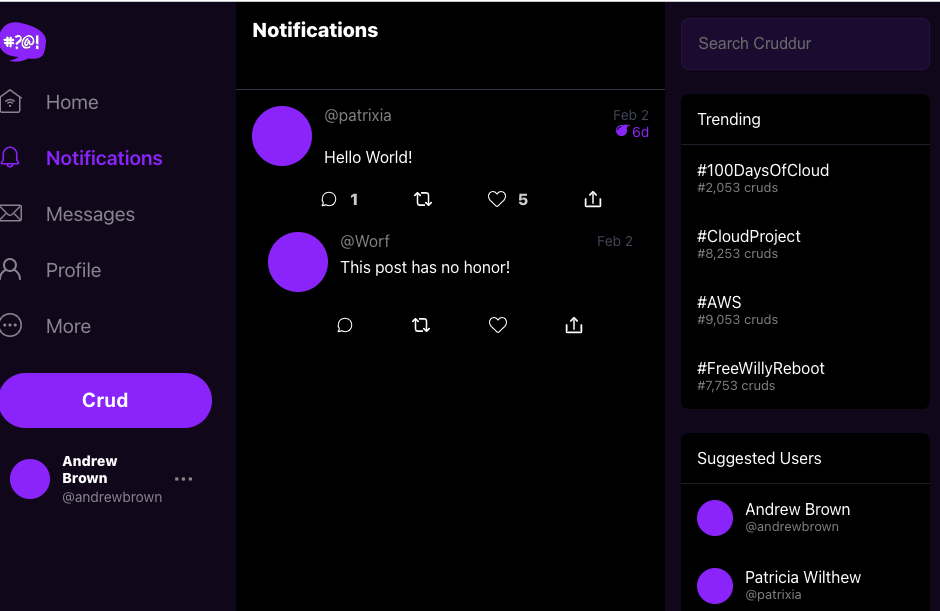 #?@!
Home
Notifications
Messages
Profile
More
Crud
Andrew
Brown
@andrewbrown
Notifications
@patrixia
Feb 2
6d
Hello World!
1
5
@Worf
Feb 2
This post has no honor!
Search Cruddur
Trending
#100DaysOfCloud
#2,053 cruds
#CloudProject
#8,253 cruds
#AWS
#9,053 cruds
#FreeWillyReboot
#7,753 cruds
Suggested Users
Andrew Brown
@andrewbrown
Patricia Wilthew
@patrixia